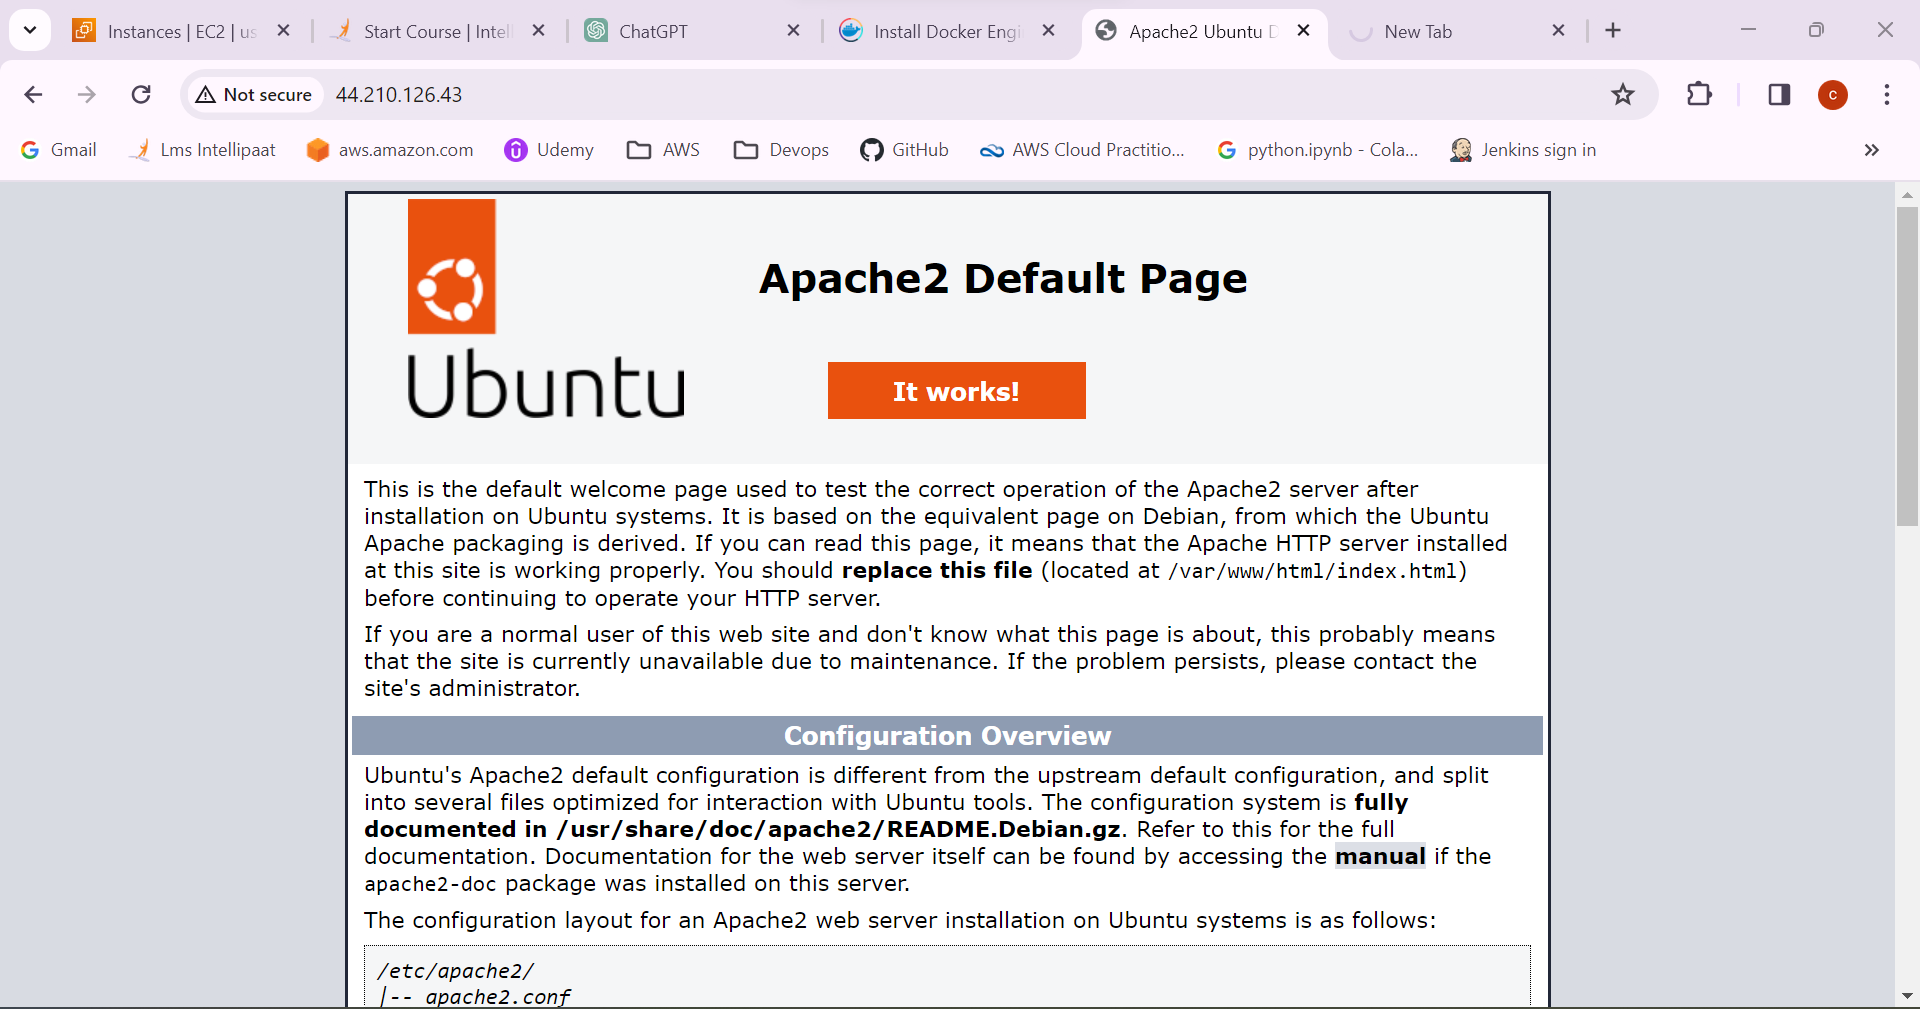 Instances | EC2 | us
Start Course | Intelli
ChatGPT
Install Docker Engi
Apache2 Ubuntu D
New Tab
Not secure
44.210.126.43
c
Gmail
Lms Intellipaat
aws.amazon.com
Udemy
AWS
Devops
GitHub
AWS Cloud Practitio...
python.ipynb - Cola...
Jenkins sign in
Ubuntu
Apache2 Default Page
It works!
This is the default welcome page used to test the correct operation of the Apache2 server after
installation on Ubuntu systems. It is based on the equivalent page on Debian, from which the Ubuntu
Apache packaging is derived. If you can read this page, it means that the Apache HTTP server installed
at this site is working properly. You should replace this file (located at /var/www/html/index.html)
before continuing to operate your HTTP server.
If you are a normal user of this web site and don't know what this page is about, this probably means
that the site is currently unavailable due to maintenance. If the problem persists, please contact the
site's administrator.
Configuration Overview
Ubuntu's Apache2 default configuration is different from the upstream default configuration, and split
into several files optimized for interaction with Ubuntu tools. The configuration system is fully
documented in /usr/share/doc/apache2/README.Debian.gz. Refer to this for the full
documentation. Documentation for the web server itself can be found by accessing the manual if the
apache2-doc package was installed on this server.
The configuration layout for an Apache2 web server installation on Ubuntu systems is as follows:
/etc/apache2/
|-- apache2.conf